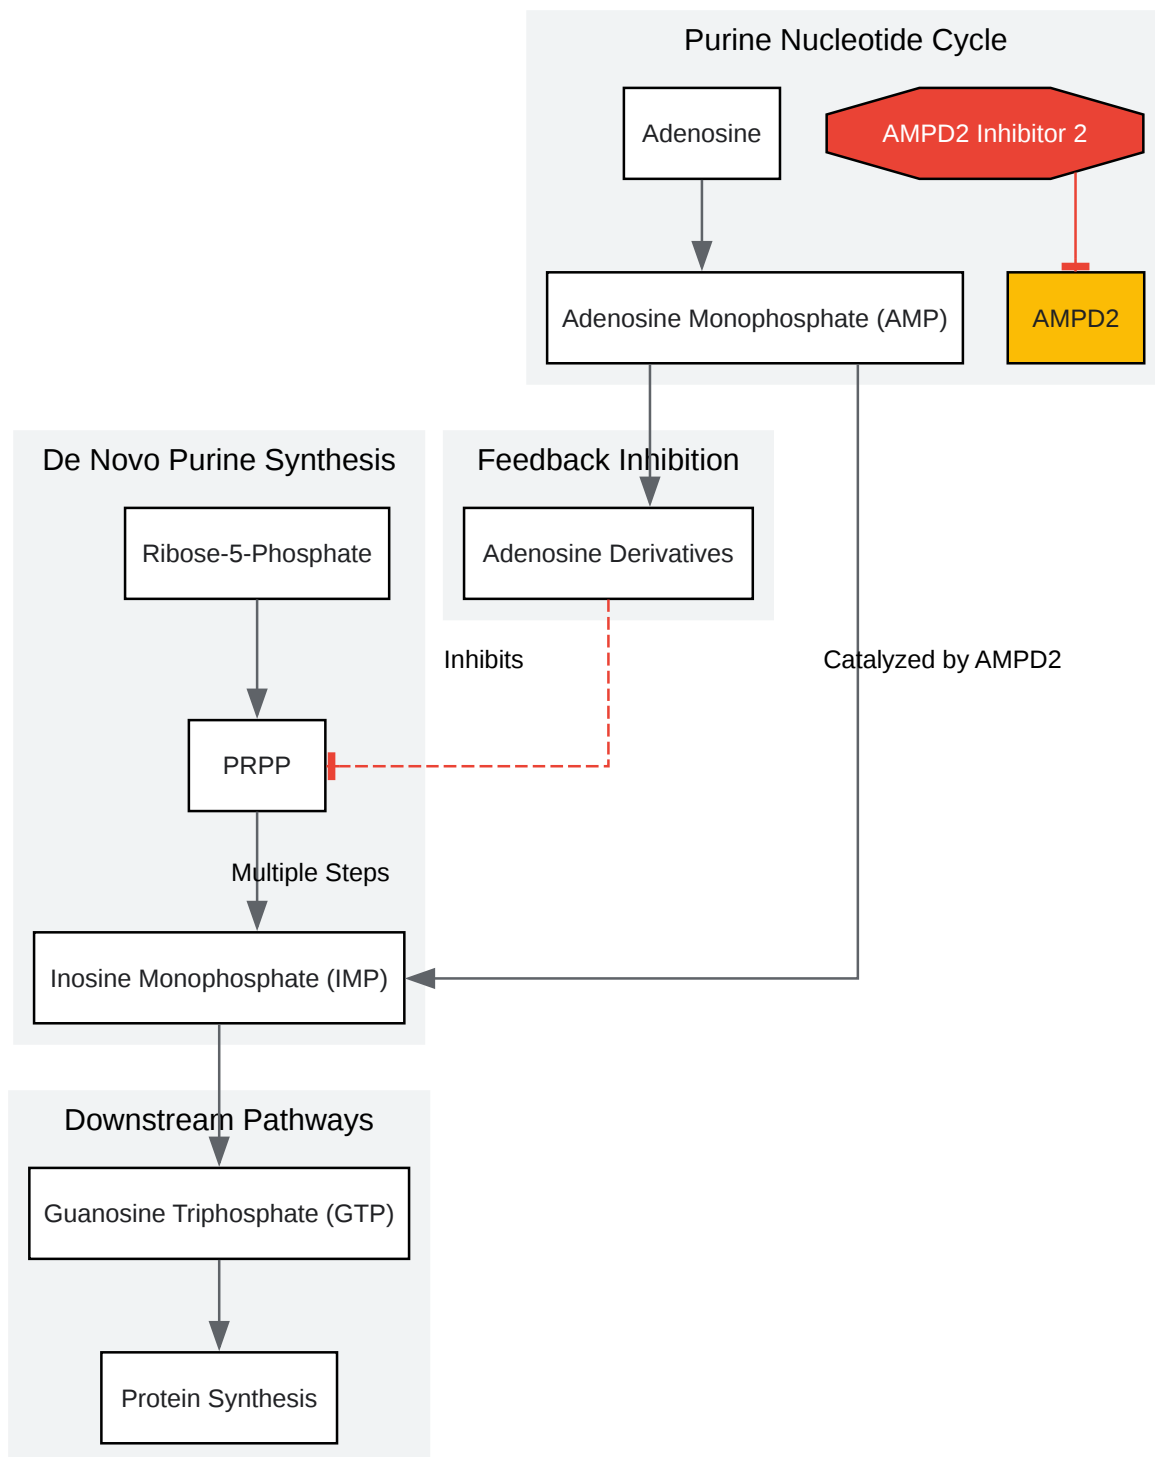 Purine Nucleotide Cycle
Adenosine
AMPD2 Inhibitor 2
Adenosine Monophosphate (AMP)
AMPD2
De Novo Purine Synthesis
Feedback Inhibition
Ribose-5-Phosphate
Adenosine Derivatives
Inhibits
Catalyzed by AMPD2
PRPP
Multiple Steps
Inosine Monophosphate (IMP)
Downstream Pathways
Guanosine Triphosphate (GTP)
Protein Synthesis